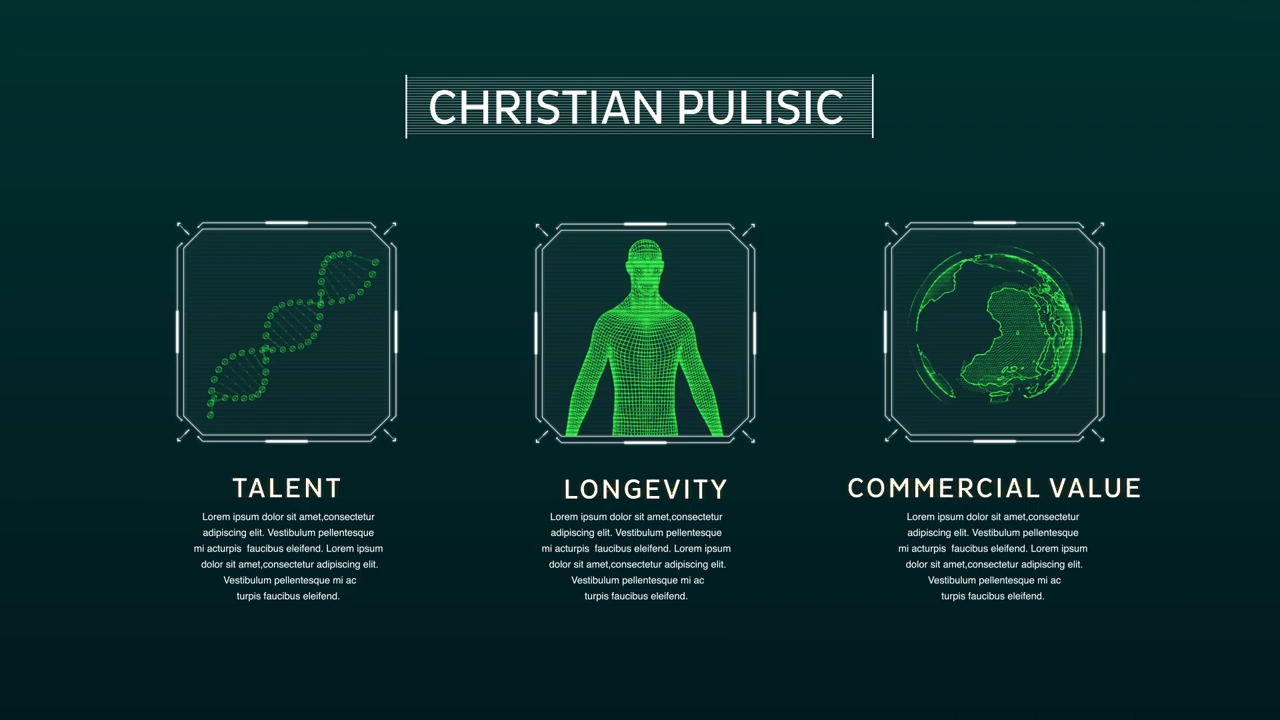 CHRISTIAN PULISIC
TALENT
Lorem ipsum dolor sit amet,consectetur
adipiscing elit. Vestibulum pellentesque
mi acturpis  faucibus eleifend. Lorem ipsum
dolor sit amet,consectetur adipiscing elit.
Vestibulum pellentesque mi ac
turpis faucibus eleifend.
LONGEVITY
Lorem ipsum dolor sit amet,consectetur
adipiscing elit. Vestibulum pellentesque
mi acturpis  faucibus eleifend. Lorem ipsum
dolor sit amet,consectetur adipiscing elit.
Vestibulum pellentesque mi ac
turpis faucibus eleifend.
COMMERCIAL VALUE
Lorem ipsum dolor sit amet,consectetur
adipiscing elit. Vestibulum pellentesque
mi acturpis  faucibus eleifend. Lorem ipsum
dolor sit amet,consectetur adipiscing elit.
Vestibulum pellentesque mi ac
turpis faucibus eleifend.